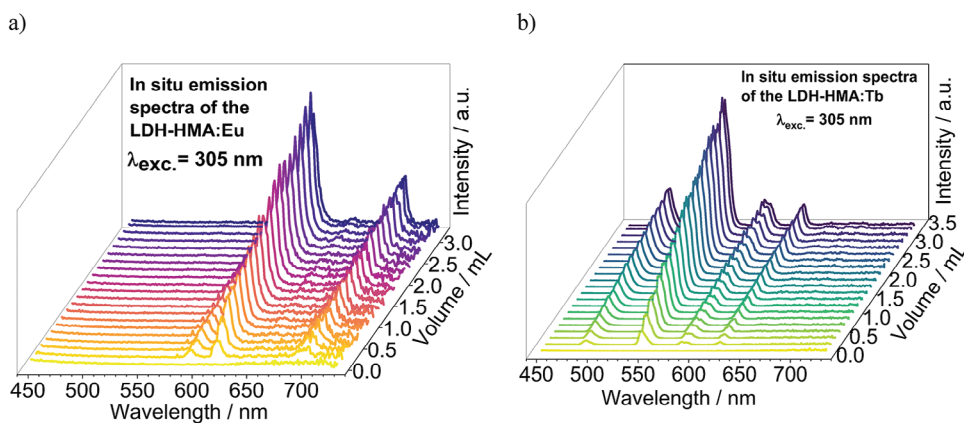 a)
In situ emission
spectra of the
LDH-HMA:Eu
λexc.= 305 nm
Intensity / a.u.
3.0
2.5
2.0
1.5
1.0
0.5
0.0
Volume / mL
450 500 550 600 650 700
Wavelength / nm
b)
In situ emission spectra
of the LDH-HMA:Tb
λexc.= 305 nm
Intensity / a.u.
3.5
3.0
2.5
2.0
1.5
1.0
0.5
0.0
Volume / mL
450 500 550 600 650 700
Wavelength / nm